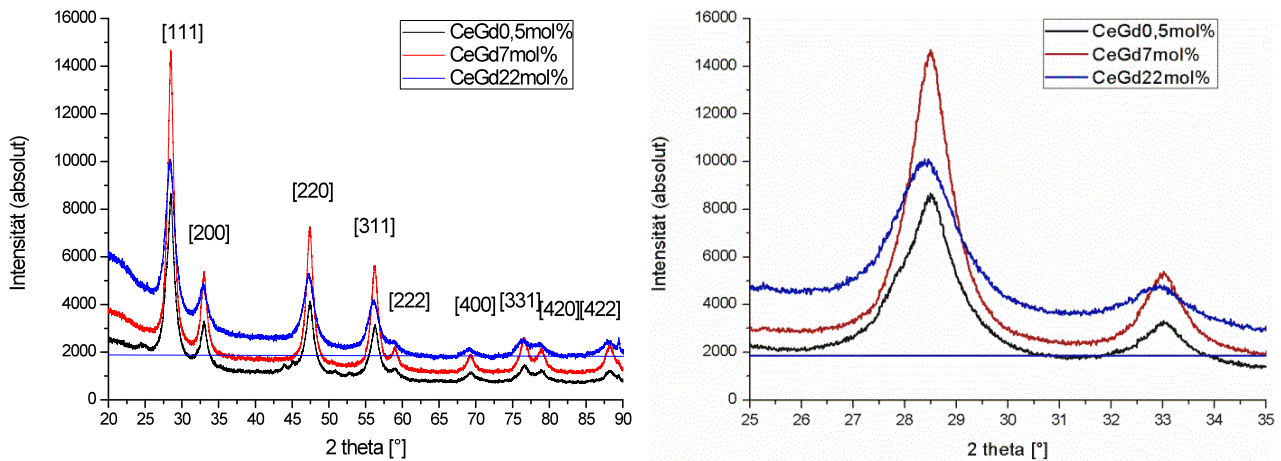 16000
14000
12000
10000
8000
6000
4000
2000
0
Intensität (absolut)
[111]
[200]
[220]
[311]
[222]
[400]
[331]
[420]
[422]
CeGd0,5mol%
CeGd7mol%
CeGd22mol%
20 25 30 35 40 45 50 55 60 65 70 75 80 85 90
2 theta [°]
16000
14000
12000
10000
8000
6000
4000
2000
0
Intensität (absolut)
CeGd0,5mol%
CeGd7mol%
CeGd22mol%
25 26 27 28 29 30 31 32 33 34 35
2 theta [°]